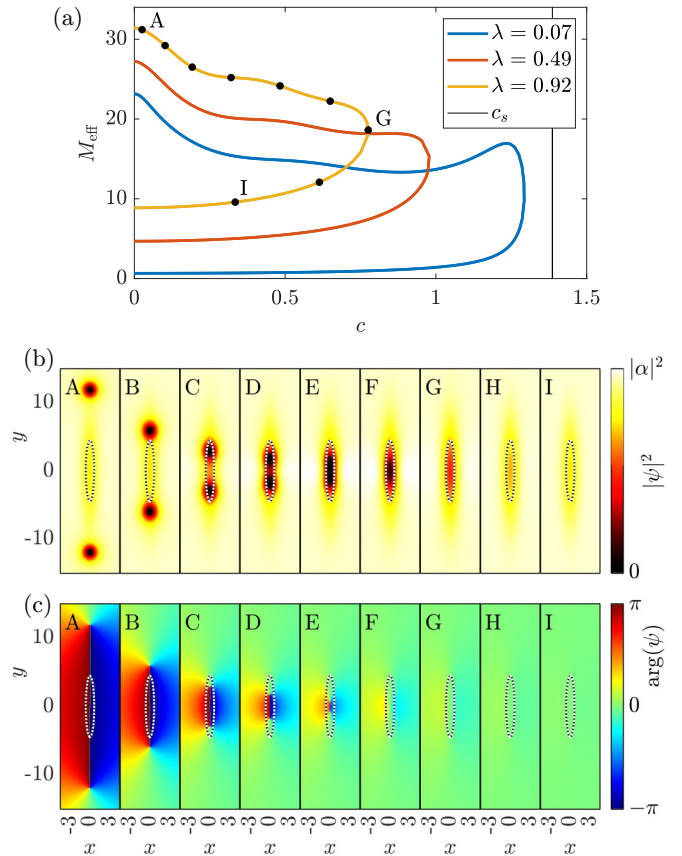 (a)
30
20
10
0
M_eff
A
G
I
λ = 0.07
λ = 0.49
λ = 0.92
c_s
0 0.5 1 1.5
c
(b)
A B C D E F G H I
10
0
-10
y
|α|²
|ψ|²
0
(c)
A B C D E F G H I
10
0
-10
y
π
arg(ψ)
−π
-3 0 3 -3 0 3 -3 0 3 -3 0 3 -3 0 3 -3 0 3 -3 0 3 -3 0 3 -3 0 3
x x x x x x x x x